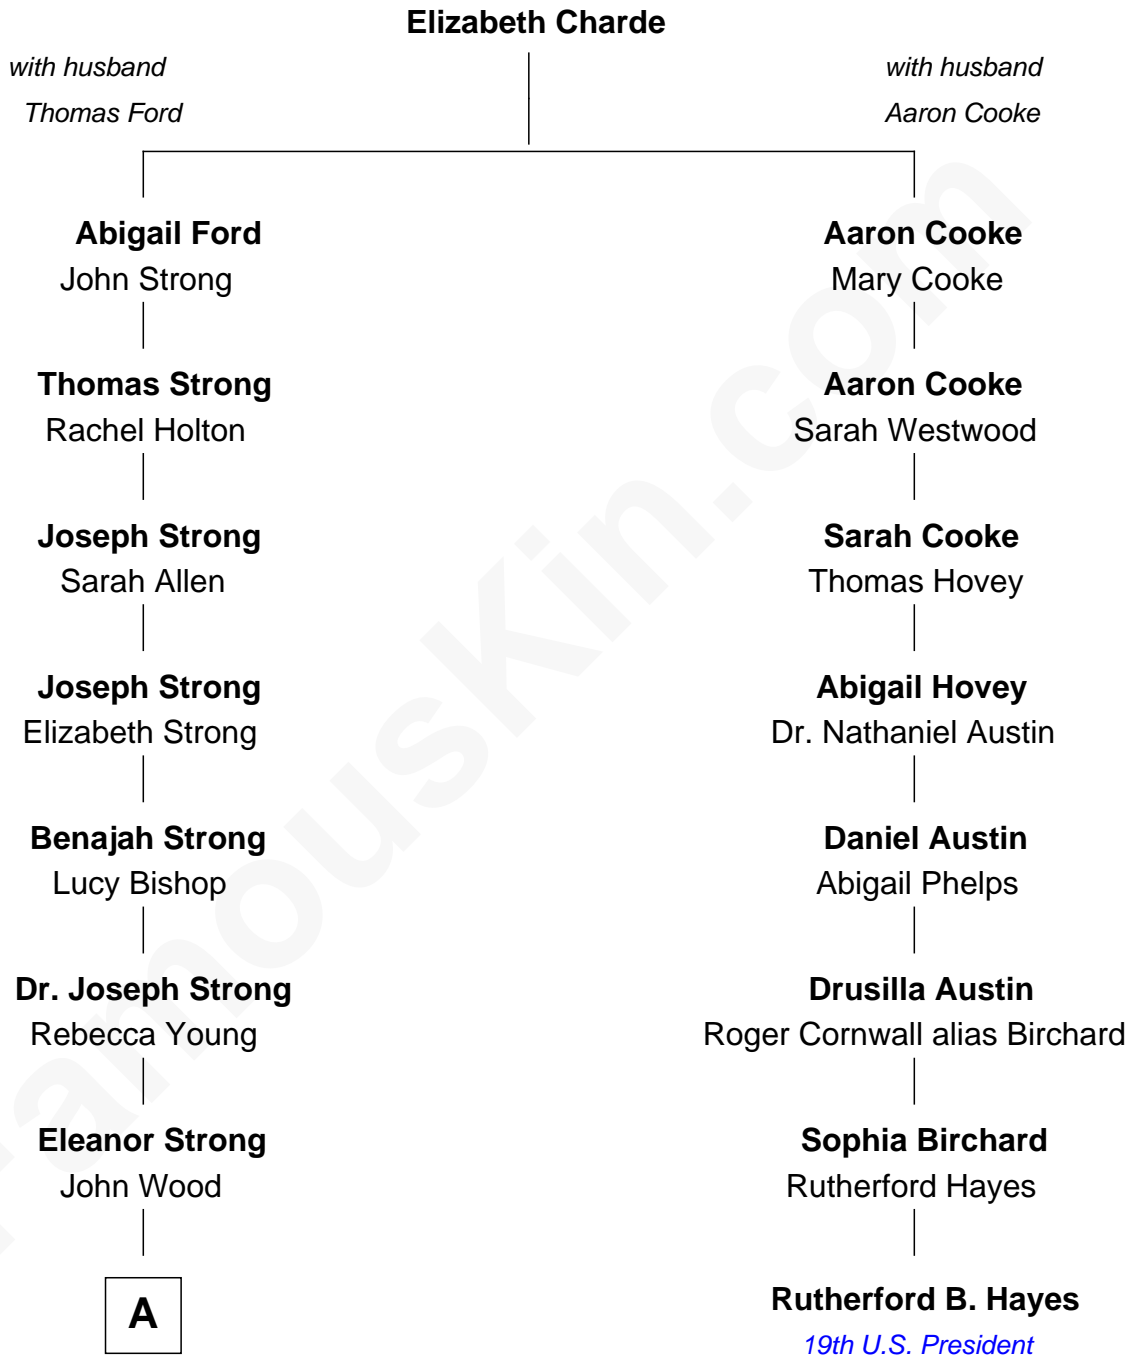 Elizabeth Charde
with husband
Thomas Ford
with husband
Aaron Cooke
Abigail Ford
John Strong
Aaron Cooke
Mary Cooke
Thomas Strong
Rachel Holton
Aaron Cooke
Sarah Westwood
Joseph Strong
Sarah Allen
Sarah Cooke
Thomas Hovey
Joseph Strong
Elizabeth Strong
Abigail Hovey
Dr. Nathaniel Austin
Benajah Strong
Lucy Bishop
Daniel Austin
Abigail Phelps
Dr. Joseph Strong
Rebecca Young
Drusilla Austin
Roger Cornwall alias Birchard
Eleanor Strong
John Wood
Sophia Birchard
Rutherford Hayes
A
Rutherford B. Hayes
19th U.S. President
FamousKin.com